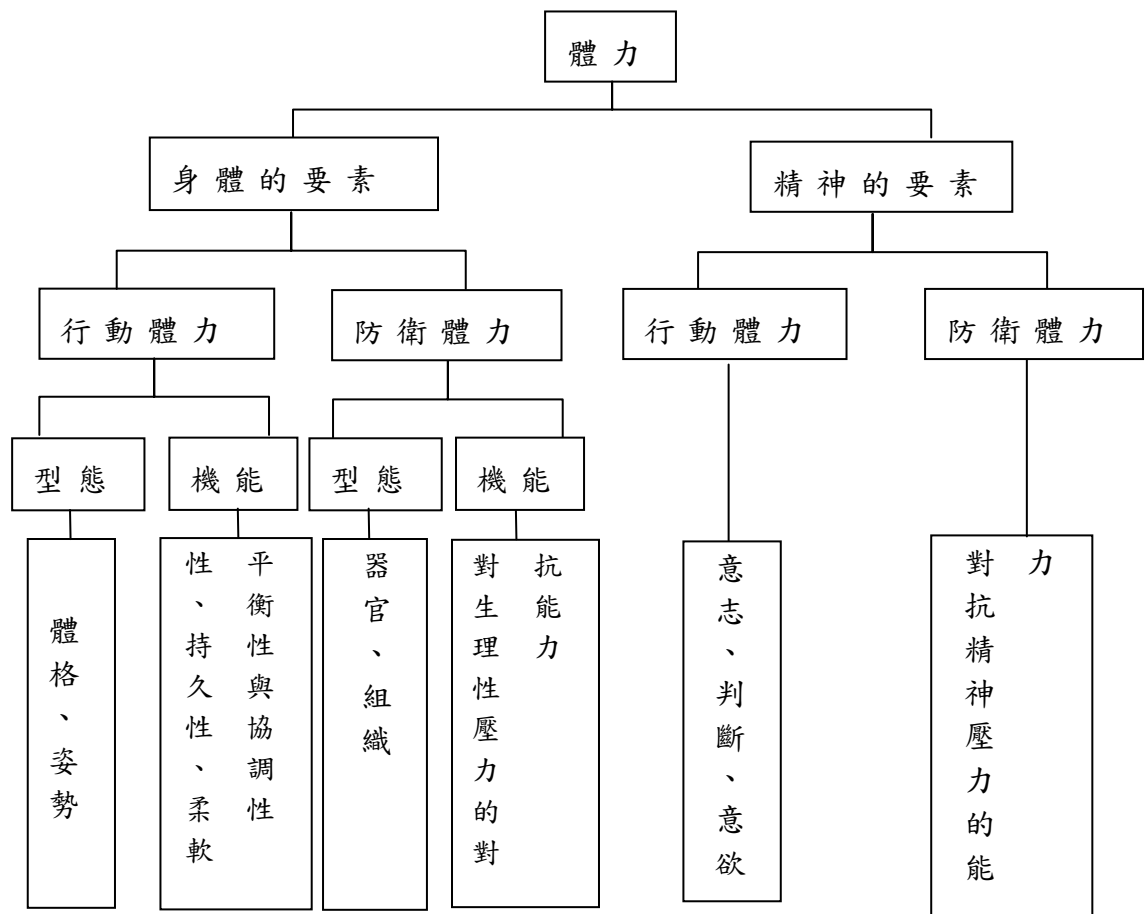 體力
身體的要素
精神的要素
行動體力
防衛體力
行動體力
防衛體力
型態
機能
型態
機能
體格、姿勢
性、持久性、柔軟
平衡性與協調性
器官、組織
對生理性壓力的對
抗能力
意志、判斷、意欲
對抗精神壓力的能
力